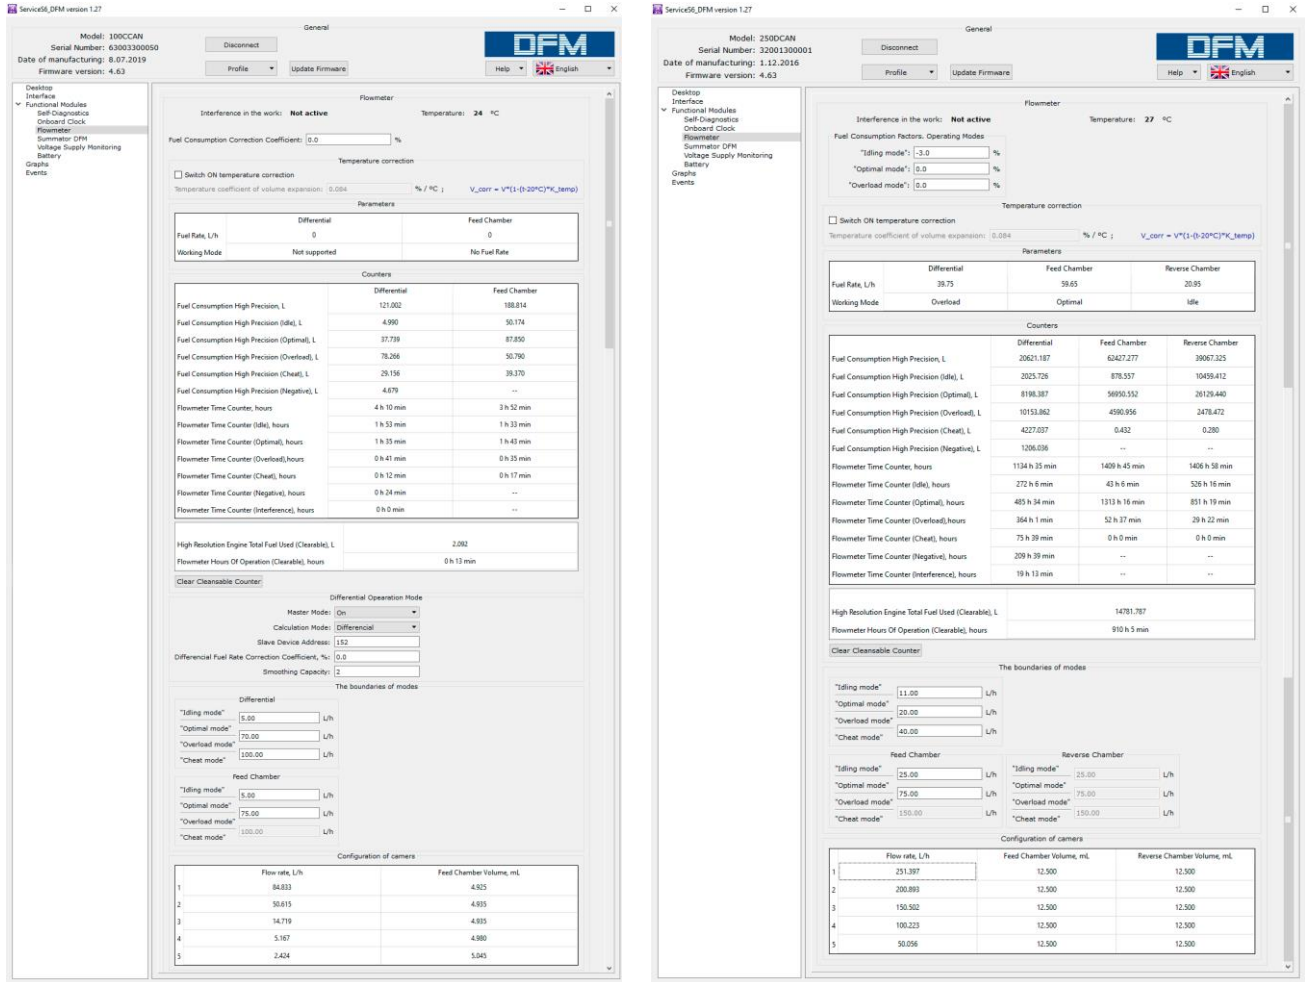 ServiceS6_DFM version 1.27
General
Model: 100CCAN
Serial Number: 63003300050
Date of manufacturing: 8.07.2019
Firmware version: 4.63
Disconnect
Profile
Update Firmware
DFM
Help
English
Desktop
Interface
Functional Modules
Self-Diagnostics
Onboard Clock
Flowmeter
Summator DFM
Voltage Supply Monitoring
Battery
Graphs
Events
Flowmeter
Interference in the work: Not active Temperature: 24 ºC
Fuel Consumption Correction Coefficient: 0.0 %
Temperature correction
Switch ON temperature correction
Temperature coefficient of volume expansion: 0.084 % / ºC ; V_corr = V*(1-(t-20ºC)*K_temp)
Parameters
Differential Feed Chamber
Fuel Rate, L/h 0 0
Working Mode Not supported No Fuel Rate
Counters
Differential Feed Chamber
Fuel Consumption High Precision, L 121.002 188.814
Fuel Consumption High Precision (Idle), L 4.990 50.174
Fuel Consumption High Precision (Optimal), L 37.739 87.850
Fuel Consumption High Precision (Overload), L 78.266 50.790
Fuel Consumption High Precision (Cheat), L 29.156 39.370
Fuel Consumption High Precision (Negative), L 4.679 --
Flowmeter Time Counter, hours 4 h 10 min 3 h 52 min
Flowmeter Time Counter (Idle), hours 1 h 53 min 1 h 33 min
Flowmeter Time Counter (Optimal), hours 1 h 35 min 1 h 43 min
Flowmeter Time Counter (Overload),hours 0 h 41 min 0 h 35 min
Flowmeter Time Counter (Cheat), hours 0 h 12 min 0 h 17 min
Flowmeter Time Counter (Negative), hours 0 h 24 min --
Flowmeter Time Counter (Interference), hours 0 h 0 min --
High Resolution Engine Total Fuel Used (Clearable), L 2.092
Flowmeter Hours Of Operation (Clearable), hours 0 h 13 min
Clear Cleansable Counter
Differential Opearation Mode
Master Mode: On
Calculation Mode: Differencial
Slave Device Address: 152
Differencial Fuel Rate Correction Coefficient, %: 0.0
Smoothing Capacity: 2
The boundaries of modes
Differential
"Idling mode"
5.00 L/h
"Optimal mode"
70.00 L/h
"Overload mode"
100.00 L/h
"Cheat mode"
Feed Chamber
"Idling mode"
5.00 L/h
"Optimal mode"
75.00 L/h
"Overload mode"
100.00 L/h
"Cheat mode"
Configuration of camers
Flow rate, L/h Feed Chamber Volume, mL
1 84.833 4.925
2 50.615 4.935
3 14.719 4.935
4 5.167 4.980
5 2.424 5.045
ServiceS6_DFM version 1.27
General
Model: 250DCAN
Serial Number: 32001300001
Date of manufacturing: 1.12.2016
Firmware version: 4.63
Disconnect
Profile
Update Firmware
DFM
Help
English
Desktop
Interface
Functional Modules
Self-Diagnostics
Onboard Clock
Flowmeter
Summator DFM
Voltage Supply Monitoring
Battery
Graphs
Events
Flowmeter
Interference in the work: Not active Temperature: 27 ºC
Fuel Consumption Factors. Operating Modes
"Idling mode": -3.0 %
"Optimal mode": 0.0 %
"Overload mode": 0.0 %
Temperature correction
Switch ON temperature correction
Temperature coefficient of volume expansion: 0.084 % / ºC ; V_corr = V*(1-(t-20ºC)*K_temp)
Parameters
Differential Feed Chamber Reverse Chamber
Fuel Rate, L/h 39.75 59.65 20.95
Working Mode Overload Optimal Idle
Counters
Differential Feed Chamber Reverse Chamber
Fuel Consumption High Precision, L 20621.187 62427.277 39067.325
Fuel Consumption High Precision (Idle), L 2025.726 878.557 10459.412
Fuel Consumption High Precision (Optimal), L 8198.387 56950.552 26129.440
Fuel Consumption High Precision (Overload), L 10153.862 4590.956 2478.472
Fuel Consumption High Precision (Cheat), L 4227.037 0.432 0.280
Fuel Consumption High Precision (Negative), L 1206.036 -- --
Flowmeter Time Counter, hours 1134 h 35 min 1409 h 45 min 1406 h 58 min
Flowmeter Time Counter (Idle), hours 272 h 6 min 43 h 6 min 526 h 16 min
Flowmeter Time Counter (Optimal), hours 485 h 34 min 1313 h 16 min 851 h 19 min
Flowmeter Time Counter (Overload),hours 364 h 1 min 52 h 37 min 29 h 22 min
Flowmeter Time Counter (Cheat), hours 75 h 39 min 0 h 0 min 0 h 0 min
Flowmeter Time Counter (Negative), hours 209 h 39 min -- --
Flowmeter Time Counter (Interference), hours 19 h 13 min -- --
High Resolution Engine Total Fuel Used (Clearable), L 14781.787
Flowmeter Hours Of Operation (Clearable), hours 910 h 5 min
Clear Cleansable Counter
The boundaries of modes
"Idling mode"
11.00 L/h
"Optimal mode"
20.00 L/h
"Overload mode"
40.00 L/h
"Cheat mode"
Feed Chamber Reverse Chamber
"Idling mode" "Idling mode"
25.00 L/h 25.00 L/h
"Optimal mode" "Optimal mode"
75.00 L/h 75.00 L/h
"Overload mode" "Overload mode"
150.00 L/h 150.00 L/h
"Cheat mode" "Cheat mode"
Configuration of camers
Flow rate, L/h Feed Chamber Volume, mL Reverse Chamber Volume, mL
1 251.397 12.500 12.500
2 200.893 12.500 12.500
3 150.502 12.500 12.500
4 100.223 12.500 12.500
5 50.056 12.500 12.500